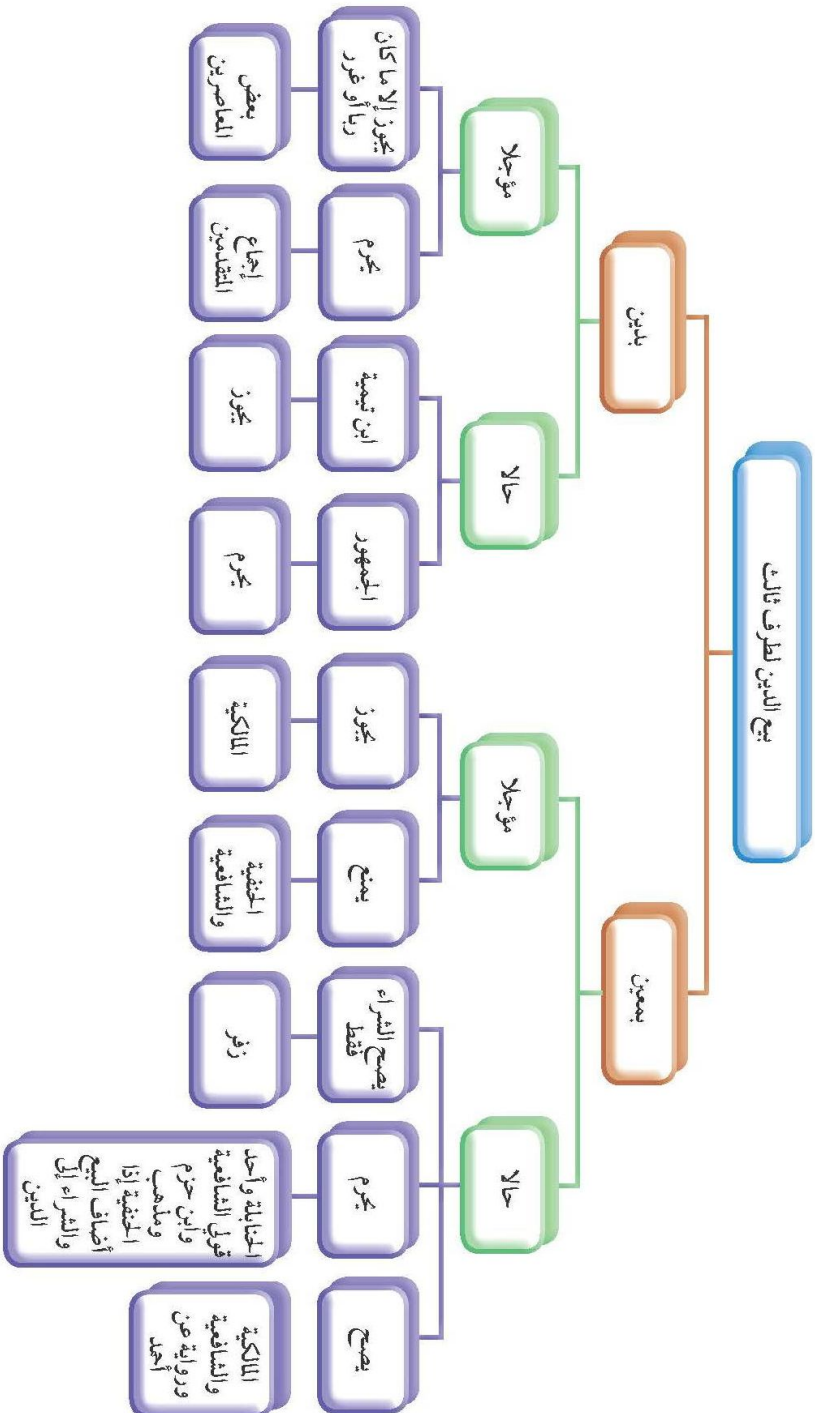 بيع الدين لطرف ثالث
بمعين
بدين
حالا
مؤجلا
حالا
مؤجلا
يصح
يحرم
يصح الشراء
فقط
يمنع
يجوز
الجمهور
ابن تيمية
يحرم
يجوز إلا ما كان
ربا أو غرر
المالكية
والشافعية
ورواية عن
أحمد
الحنابلة وأحد
قولي الشافعية
وابن حزم
ومذهب
الحنفية إذا
أضاف البيع
والشراء إلى
الدين
زفر
الحنفية
والشافعية
المالكية
يحرم
يجوز
إجماع
المتقدمين
بعض
المعاصرين